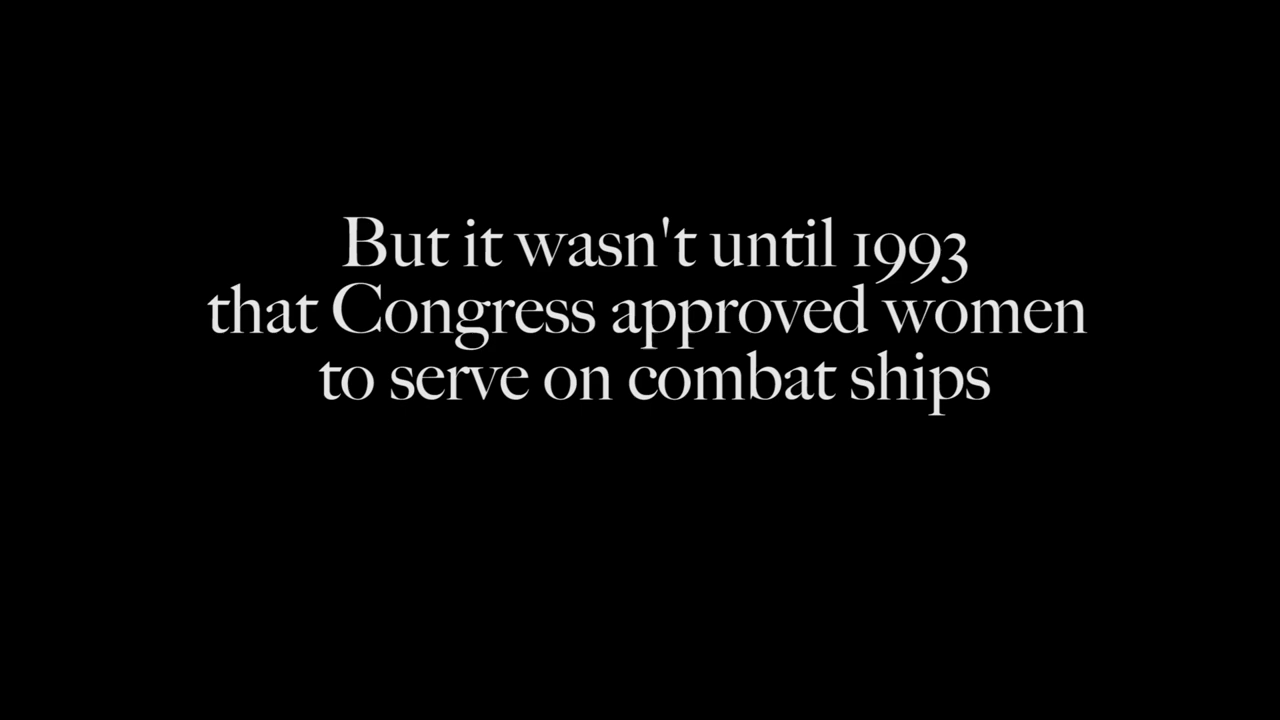 But it wasn't until 1993
that Congress approved women
to serve on combat ships